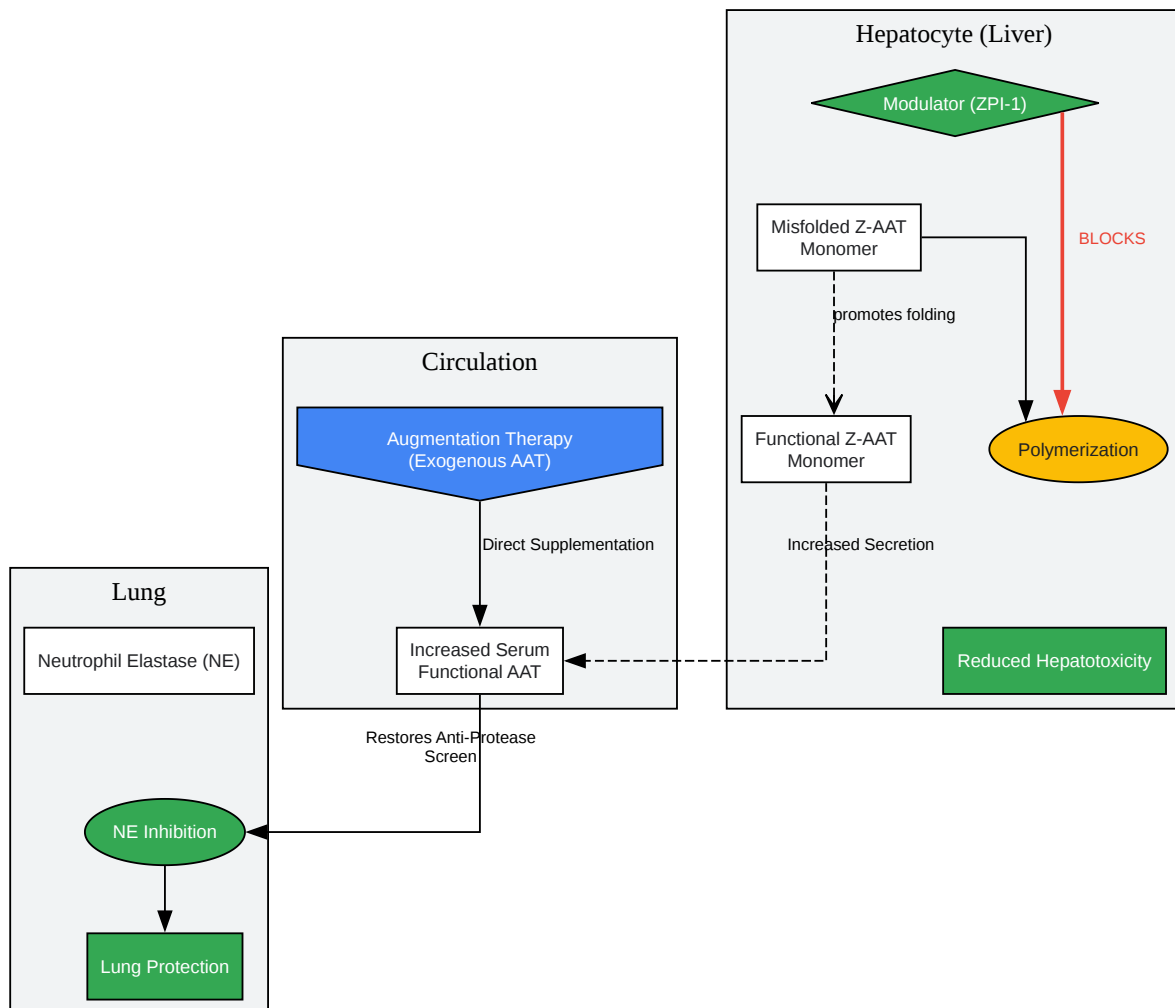 Hepatocyte (Liver)
Modulator (ZPI-1)
Misfolded Z-AAT
Monomer
BLOCKS
promotes folding
Circulation
Augmentation Therapy
(Exogenous AAT)
Functional Z-AAT
Monomer
Polymerization
Direct Supplementation
Increased Secretion
Lung
Neutrophil Elastase (NE)
Increased Serum
Functional AAT
Reduced Hepatotoxicity
Restores Anti-Protease
Screen
NE Inhibition
Lung Protection